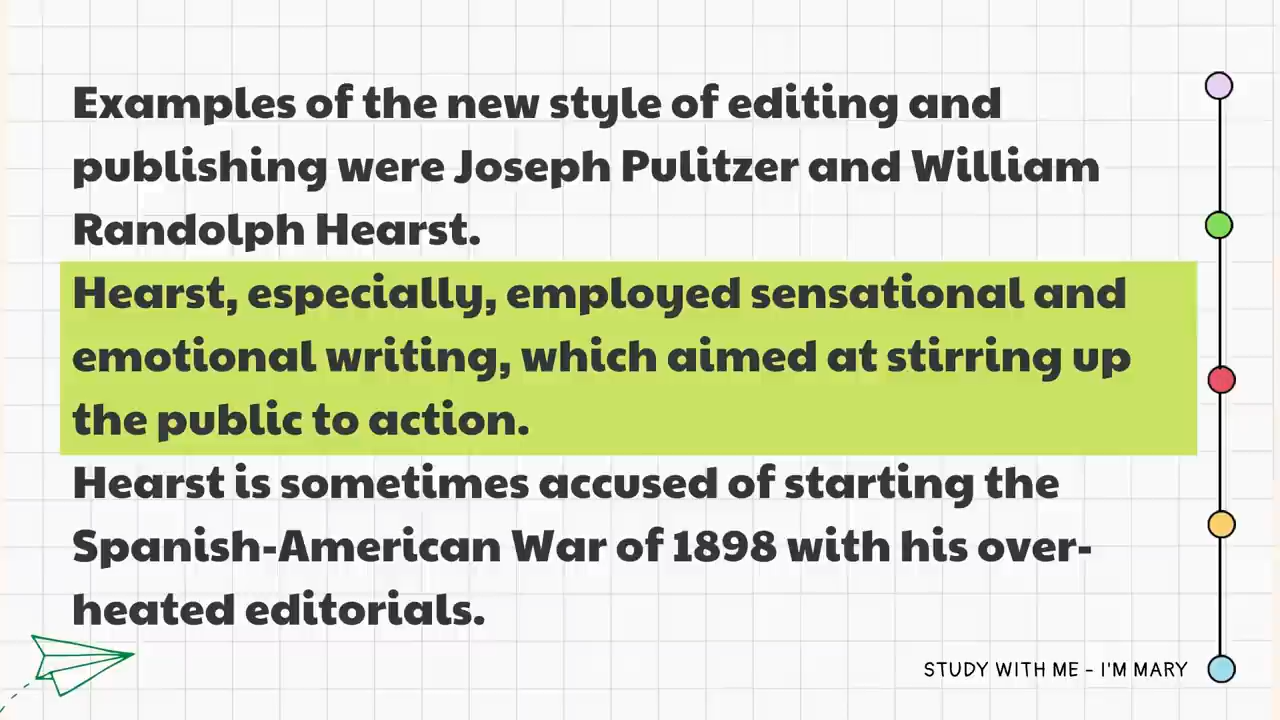 Examples of the new style of editing and
publishing were Joseph Pulitzer and William
Randolph Hearst.
Hearst, especially, employed sensational and
emotional writing, which aimed at stirring up
the public to action.
Hearst is sometimes accused of starting the
Spanish-American War of 1898 with his over-
heated editorials.
STUDY WITH ME - I'M MARY